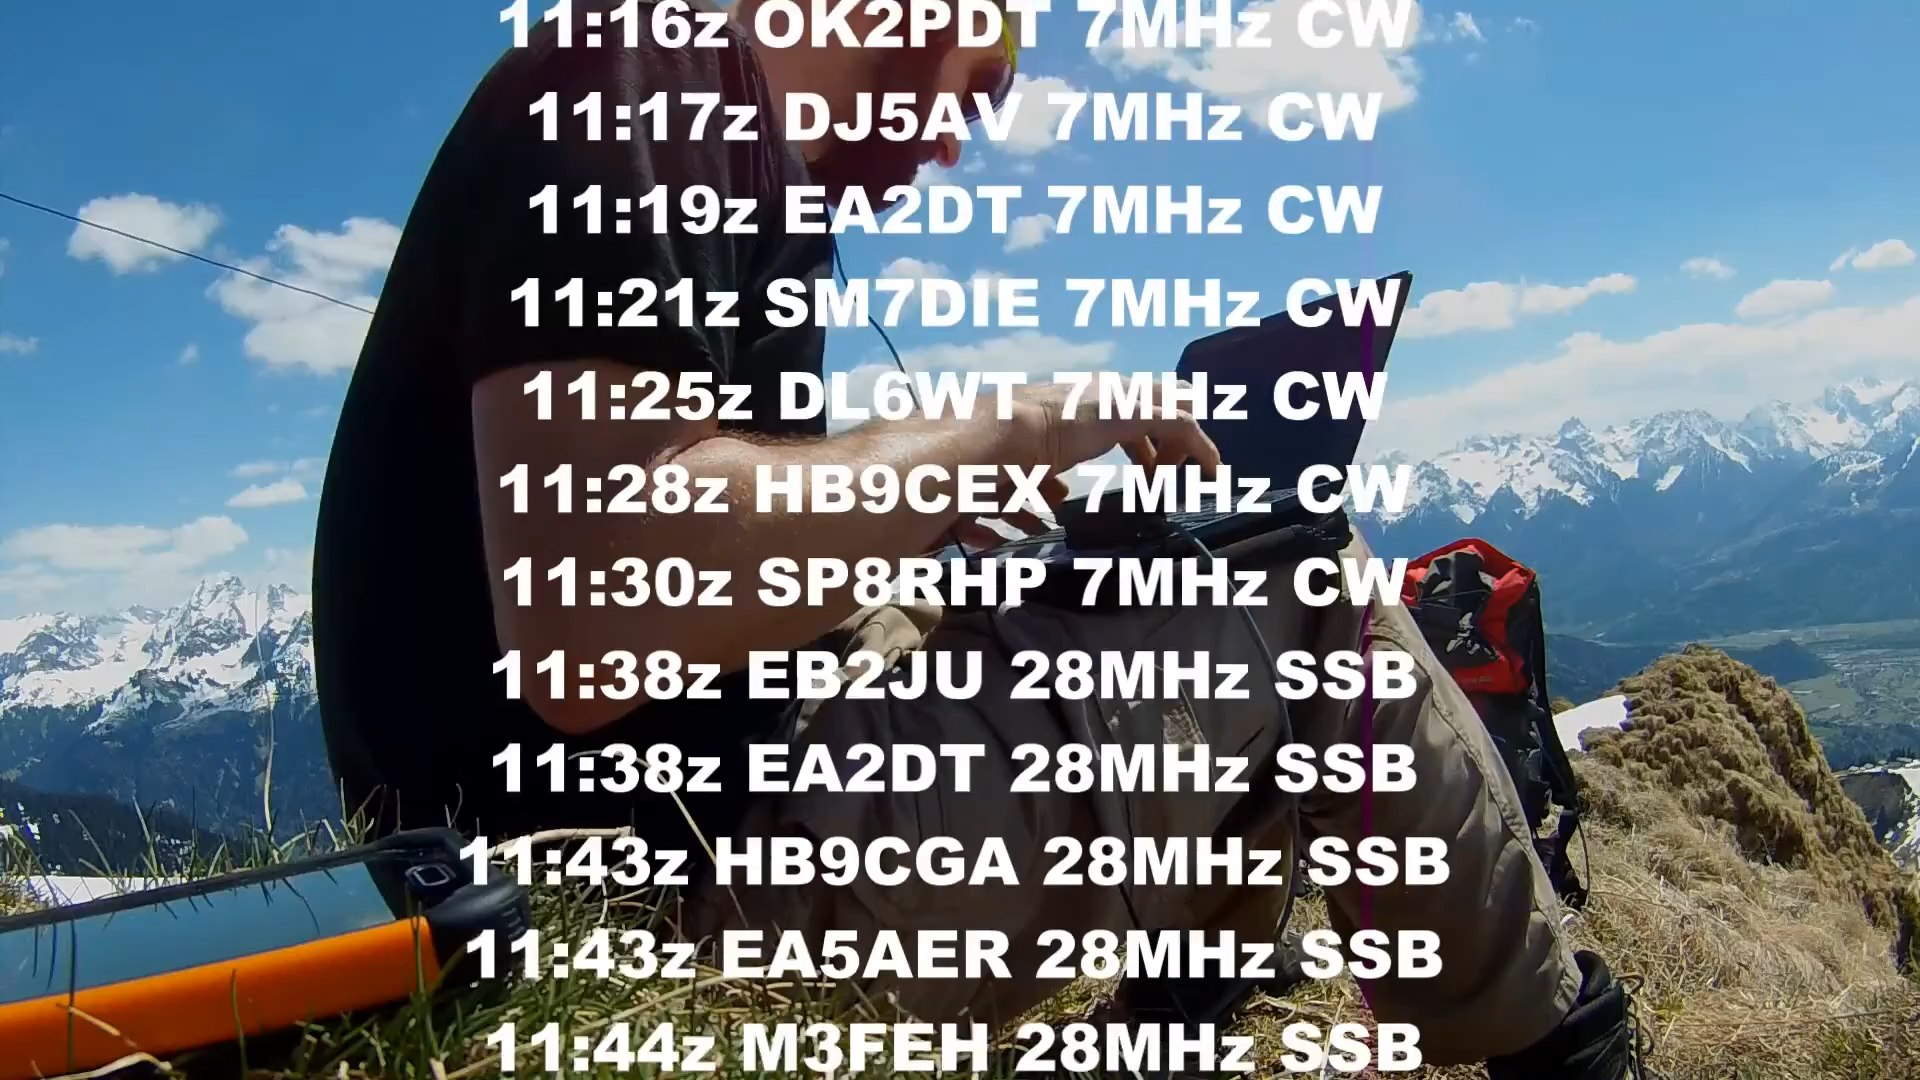 11:16z OK2PDT 7MHz CW
11:17z DJ5AV 7MHz CW
11:19z EA2DT 7MHz CW
11:21z SM7DIE 7MHz CW
11:25z DL6WT 7MHz CW
11:28z HB9CEX 7MHz CW
11:30z SP8RHP 7MHz CW
11:38z EB2JU 28MHz SSB
11:38z EA2DT 28MHz SSB
11:43z HB9CGA 28MHz SSB
11:43z EA5AER 28MHz SSB
11:44z M3FEH 28MHz SSB